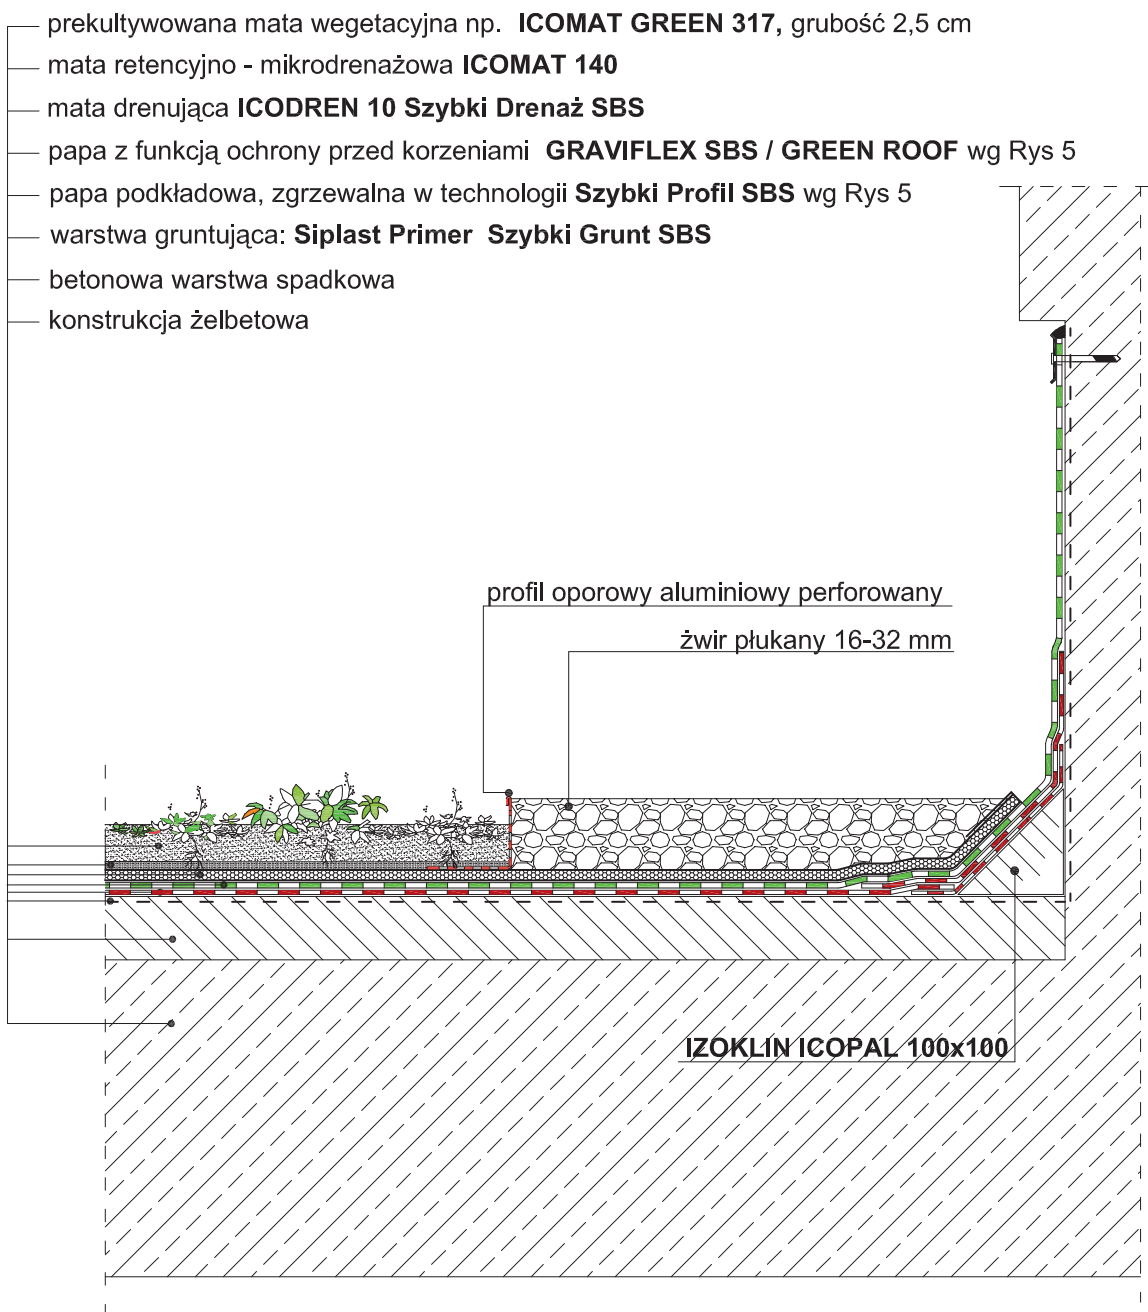 prekultywowana mata wegetacyjna np. ICOMAT GREEN 317, grubość 2,5 cm
mata retencyjno - mikrodrenażowa ICOMAT 140
mata drenująca ICODREN 10 Szybki Drenaż SBS
papa z funkcją ochrony przed korzeniami GRAVIFLEX SBS / GREEN ROOF wg Rys 5
papa podkładowa, zgrzewalna w technologii Szybki Profil SBS wg Rys 5
warstwa gruntująca: Siplast Primer Szybki Grunt SBS
betonowa warstwa spadkowa
konstrukcja żelbetowa
profil oporowy aluminiowy perforowany
żwir płukany 16-32 mm
IZOKLIN ICOPAL 100x100